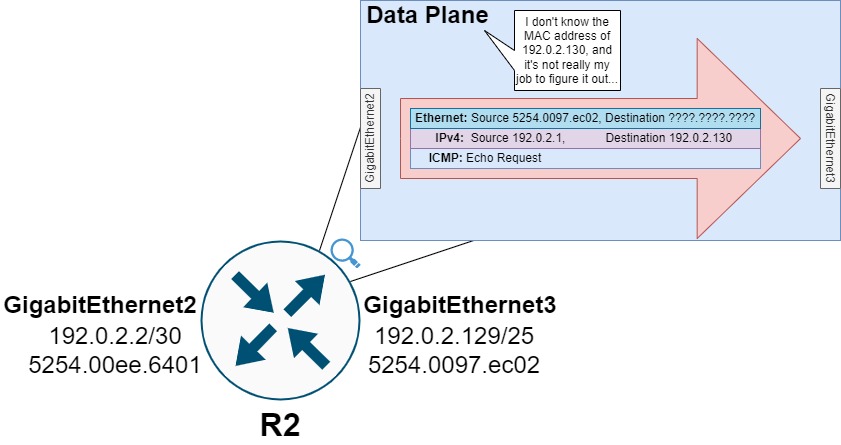 Data Plane
I don't know the
MAC address of
192.0.2.130, and
it's not really my
job to figure it out...
GigabitEthernet2
Ethernet: Source 5254.0097.ec02, Destination ????.????.????
IPv4: Source 192.0.2.1, Destination 192.0.2.130
ICMP: Echo Request
GigabitEthernet3
GigabitEthernet2
192.0.2.2/30
5254.00ee.6401
GigabitEthernet3
192.0.2.129/25
5254.0097.ec02
R2